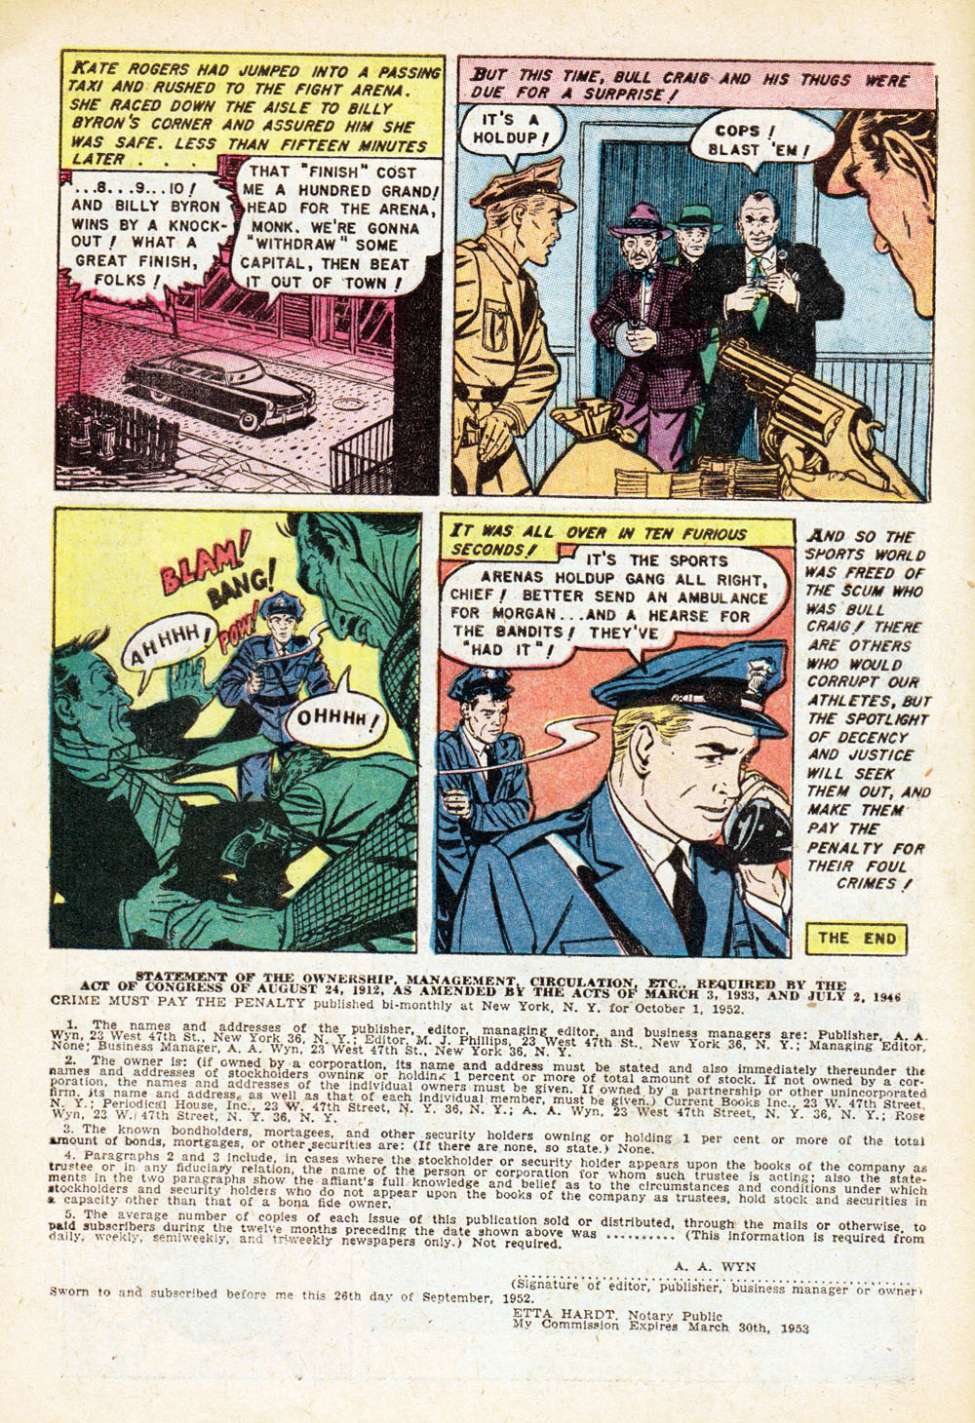 KATE ROGERS HAD JUMPED INTO A PASSING
TAXI AND RUSHED TO THE FIGHT ARENA.
SHE RACED DOWN THE AISLE TO BILLY
BYRON'S CORNER AND ASSURED HIM SHE
WAS SAFE. LESS THAN FIFTEEN MINUTES
LATER . . . .
...8...9...10!
AND BILLY BYRON
WINS BY A KNOCK-
OUT! WHAT A
GREAT FINISH,
FOLKS!
THAT "FINISH" COST
ME A HUNDRED GRAND!
HEAD FOR THE ARENA,
MONK. WE'RE GONNA
"WITHDRAW" SOME
CAPITAL, THEN BEAT
IT OUT OF TOWN!
BUT THIS TIME, BULL CRAIG AND HIS THUGS WERE
DUE FOR A SURPRISE!
IT'S A
HOLDUP!
COPS!
BLAST 'EM!
BLAM!
BANG!
POW!
AHHHH!
OHHHH!
IT WAS ALL OVER IN TEN FURIOUS
SECONDS!
IT'S THE SPORTS
ARENAS HOLDUP GANG ALL RIGHT,
CHIEF! BETTER SEND AN AMBULANCE
FOR MORGAN...AND A HEARSE FOR
THE BANDITS! THEY'VE
"HAD IT"!
AND SO THE
SPORTS WORLD
WAS FREED OF
THE SCUM WHO
WAS BULL
CRAIG! THERE
ARE OTHERS
WHO WOULD
CORRUPT OUR
ATHLETES, BUT
THE SPOTLIGHT
OF DECENCY
AND JUSTICE
WILL SEEK
THEM OUT, AND
MAKE THEM
PAY THE
PENALTY FOR
THEIR FOUL
CRIMES!
THE END
STATEMENT OF THE OWNERSHIP, MANAGEMENT, CIRCULATION, ETC., REQUIRED BY THE
ACT OF CONGRESS OF AUGUST 24, 1912, AS AMENDED BY THE ACTS OF MARCH 3, 1933, AND JULY 2, 1946
CRIME MUST PAY THE PENALTY published bi-monthly at New York, N. Y. for October 1, 1952.
1. The names and addresses of the publisher, editor, managing editor, and business managers are: Publisher, A. A.
Wyn, 23 West 47th St., New York 36, N. Y.; Editor, M. J. Phillips, 23 West 47th St., New York 36, N. Y.; Managing Editor,
None; Business Manager, A. A. Wyn, 23 West 47th St., New York 36, N. Y.
2. The owner is: (if owned by a corporation, its name and address must be stated and also immediately thereunder the
names and addresses of stockholders owning or holding 1 percent or more of total amount of stock. If not owned by a cor-
poration, the names and addresses of the individual owners must be given. If owned by a partnership or other unincorporated
firm, its name and address, as well as that of each individual member, must be given.) Current Books Inc., 23 W. 47th Street,
N. Y.; Periodical House, Inc., 23 W. 47th Street, N. Y. 36, N. Y.; A. A. Wyn, 23 West 47th Street, N. Y. 36, N. Y.; Rose
Wyn, 23 W. 47th Street, N. Y. 36, N. Y.
3. The known bondholders, mortagees, and other security holders owning or holding 1 per cent or more of the total
amount of bonds, mortgages, or other securities are: (If there are none, so state.) None.
4. Paragraphs 2 and 3 include, in cases where the stockholder or security holder appears upon the books of the company as
trustee or in any fiduciary relation, the name of the person or corporation for whom such trustee is acting; also the state-
ments in the two paragraphs show the affiant's full knowledge and belief as to the circumstances and conditions under which
stockholders and security holders who do not appear upon the books of the company as trustees, hold stock and securities in
a capacity other than that of a bona fide owner.
5. The average number of copies of each issue of this publication sold or distributed, through the mails or otherwise, to
paid subscribers during the twelve months preceding the date shown above was .......... (This information is required from
daily, weekly, semiweekly, and triweekly newspapers only.) Not required.
A. A. WYN
(Signature of editor, publisher, business manager or owner)
Sworn to and subscribed before me this 26th day of September, 1952.
ETTA HARDT, Notary Public
My Commission Expires March 30th, 1953